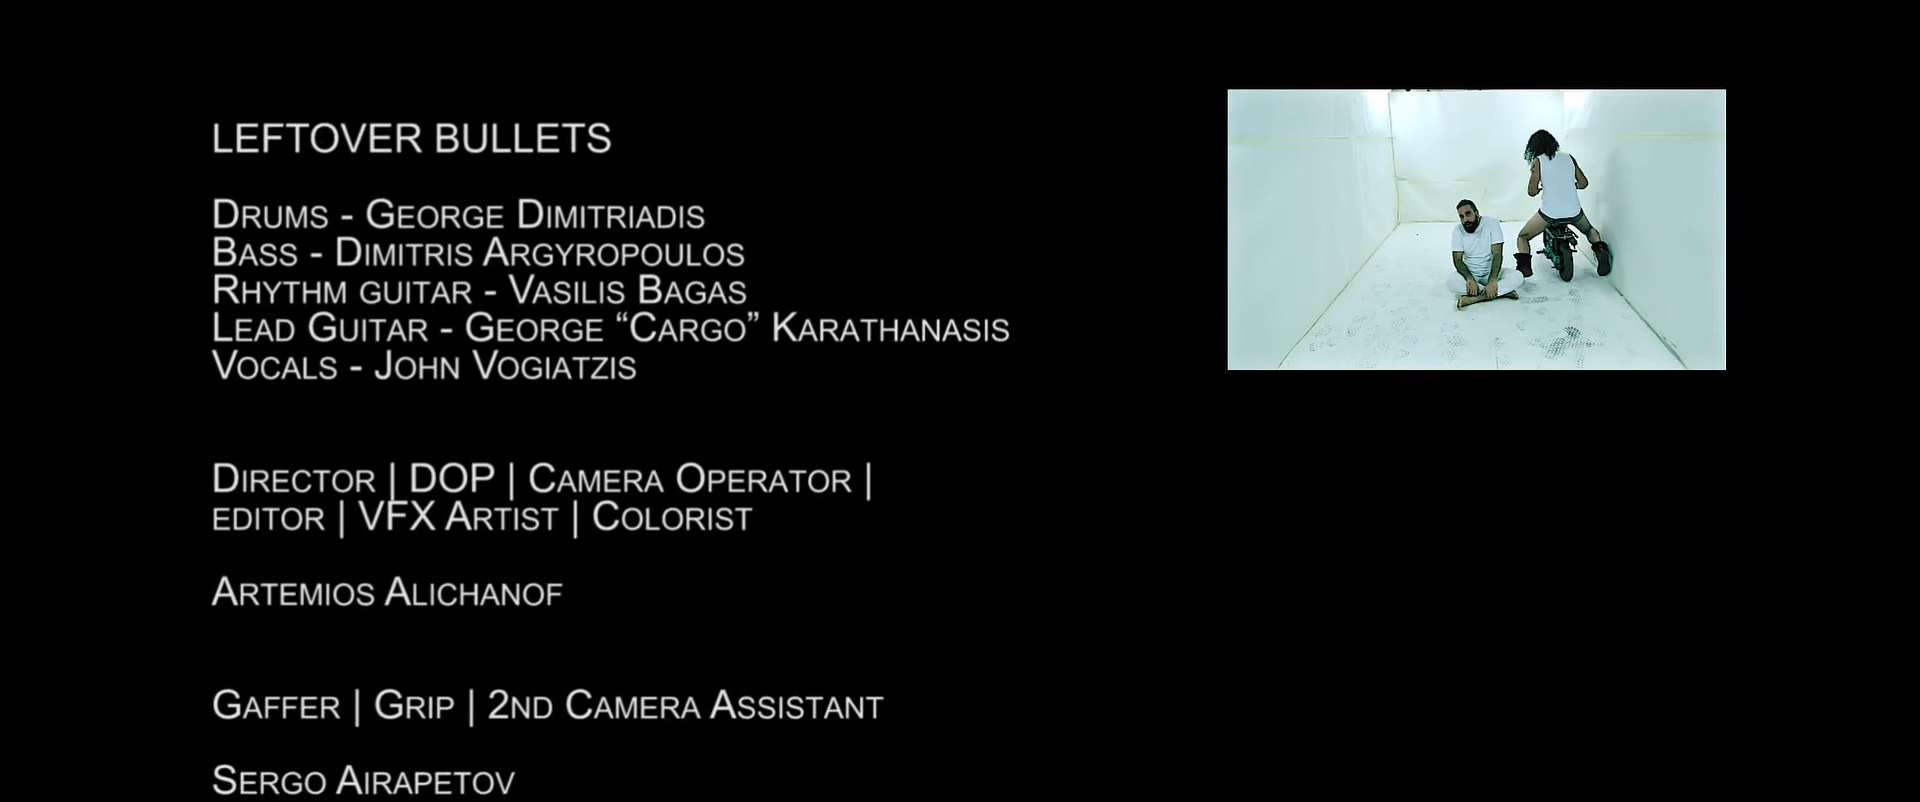 LEFTOVER BULLETS
DRUMS - GEORGE DIMITRIADIS
BASS - DIMITRIS ARGYROPOULOS
RHYTHM GUITAR - VASILIS BAGAS
LEAD GUITAR - GEORGE “CARGO” KARATHANASIS
VOCALS - JOHN VOGIATZIS
DIRECTOR | DOP | CAMERA OPERATOR |
EDITOR | VFX ARTIST | COLORIST
ARTEMIOS ALICHANOF
GAFFER | GRIP | 2ND CAMERA ASSISTANT
SERGO AIRAPETOV